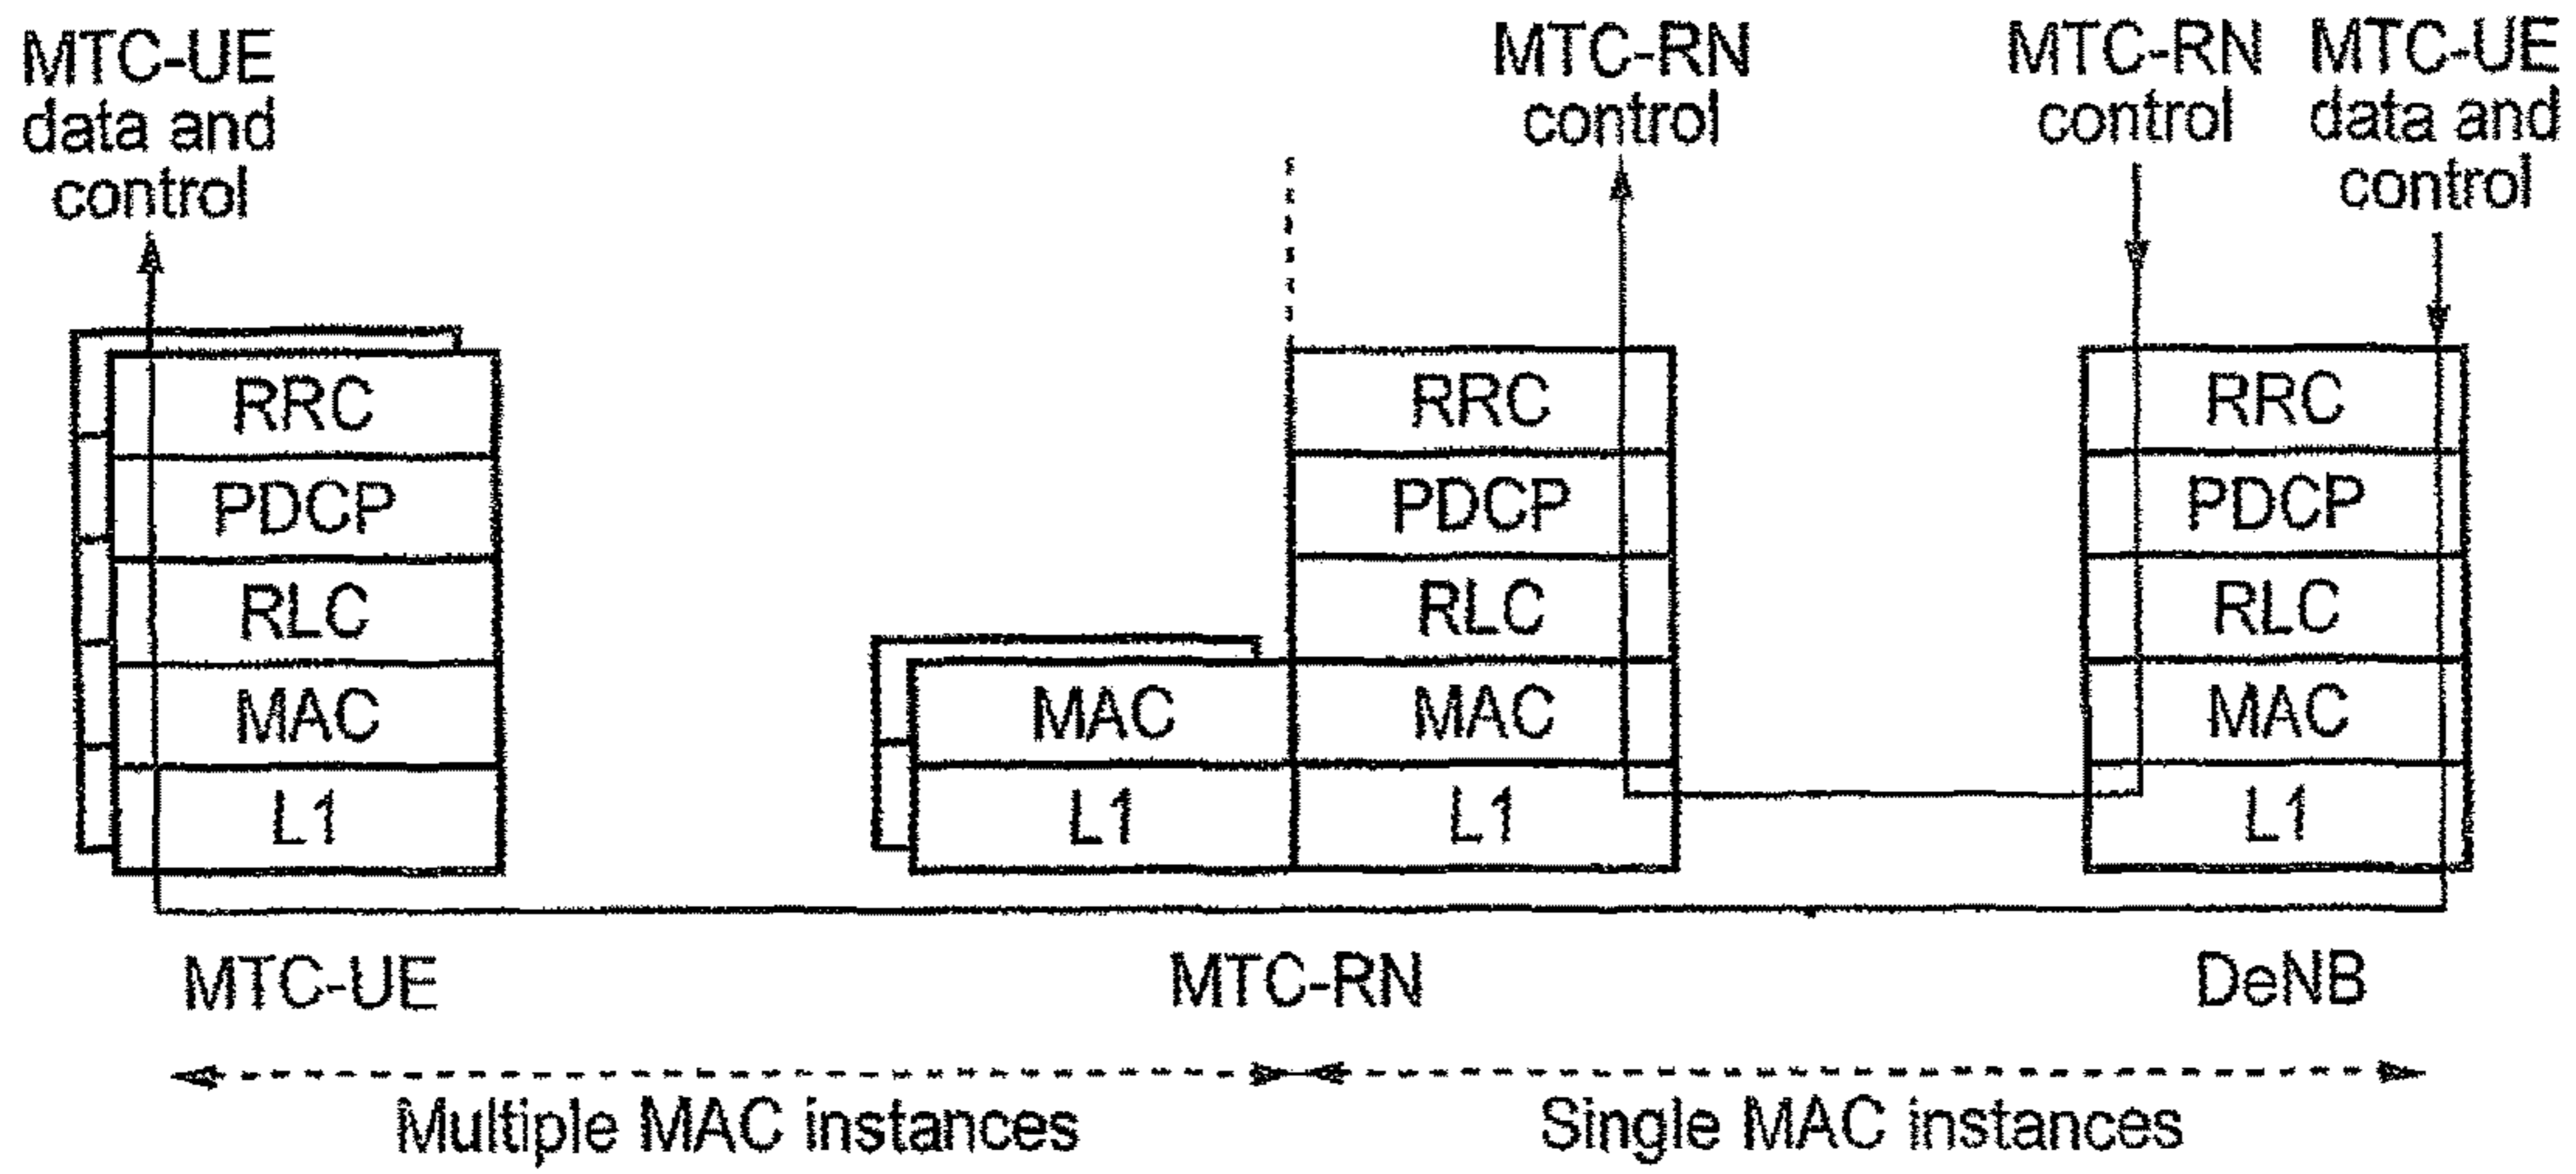 MTC-UE
data and
control
MTC-RN
control
MTC-RN
control
MTC-UE
data and
control
RRC
PDCP
RLC
MAC
L1
MAC
L1
RRC
PDCP
RLC
MAC
L1
RRC
PDCP
RLC
MAC
L1
MTC-UE
MTC-RN
DeNB
Multiple MAC instances
Single MAC instances